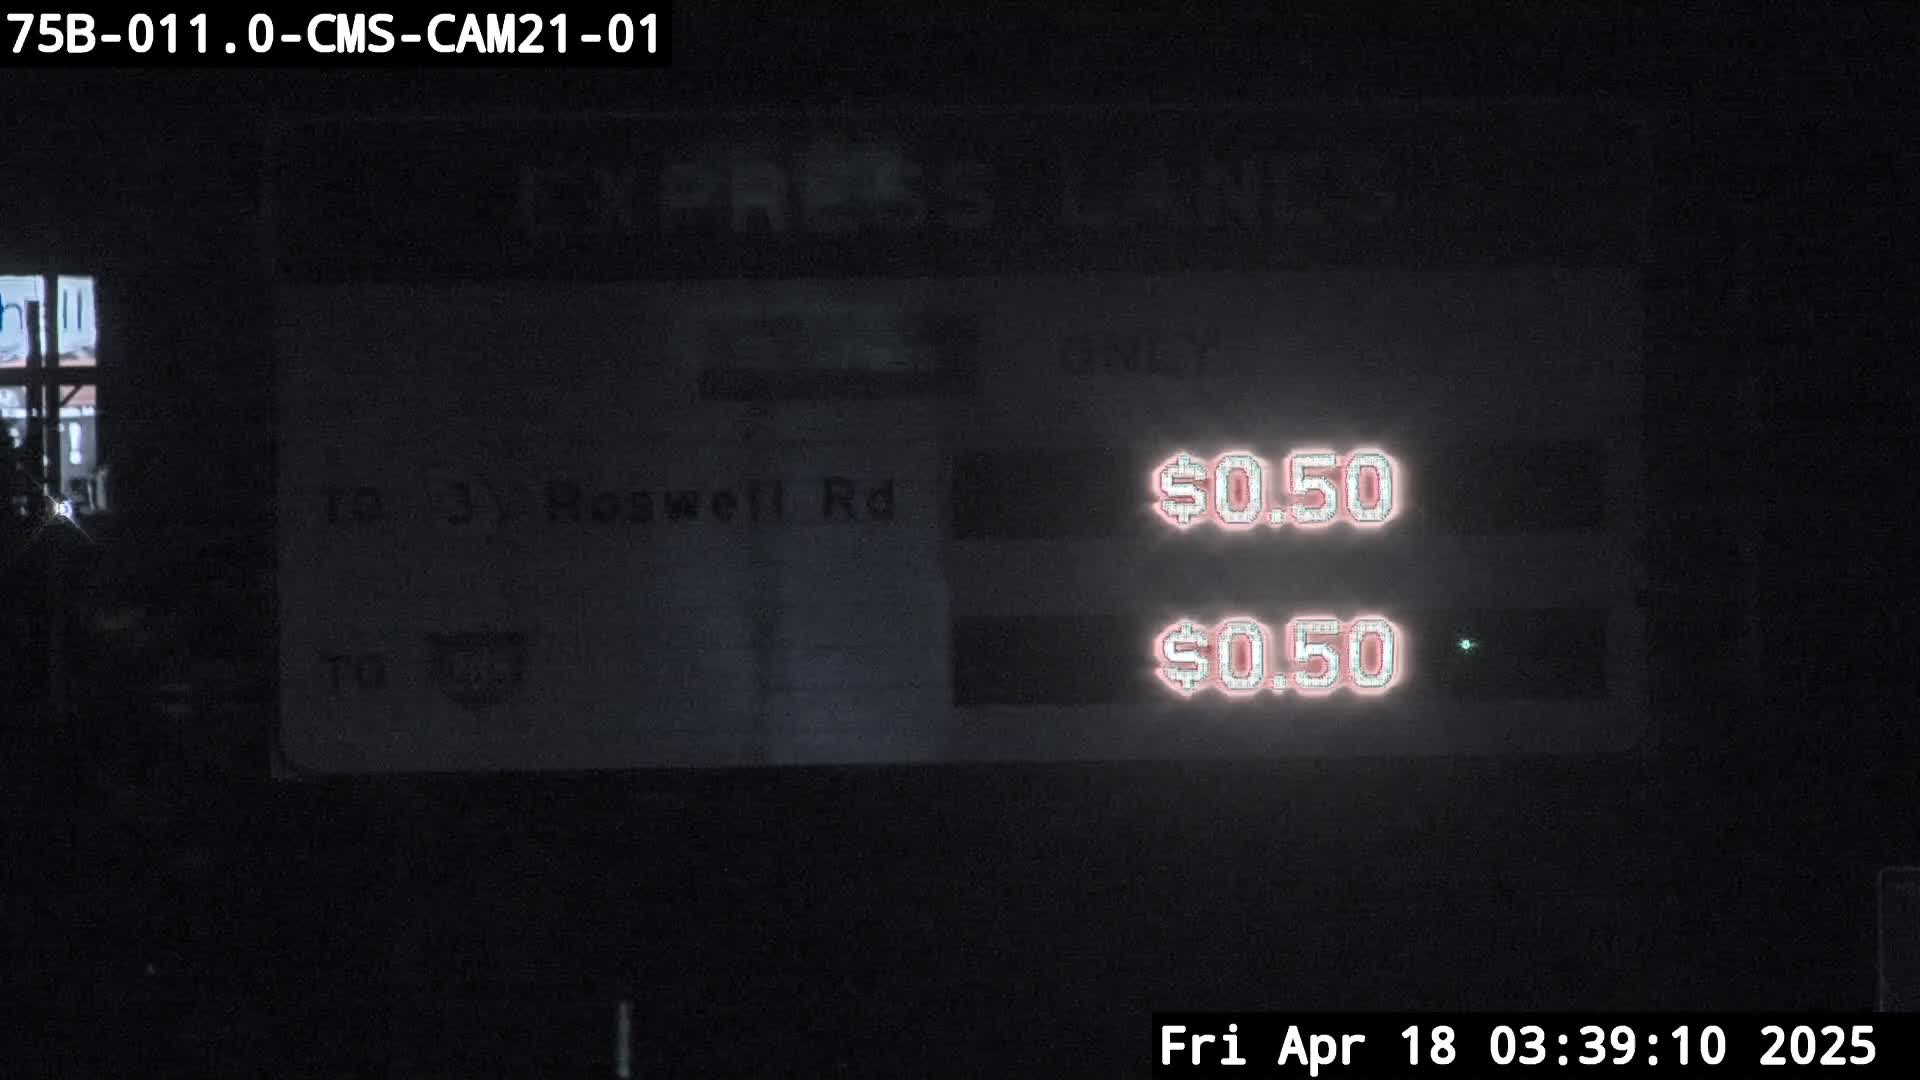 75B-011.0-CMS-CAM21-01
EXPRESS LANES
ONLY
TO (3) Roswell Rd $0.50
TO $0.50
Fri Apr 18 03:39:10 2025